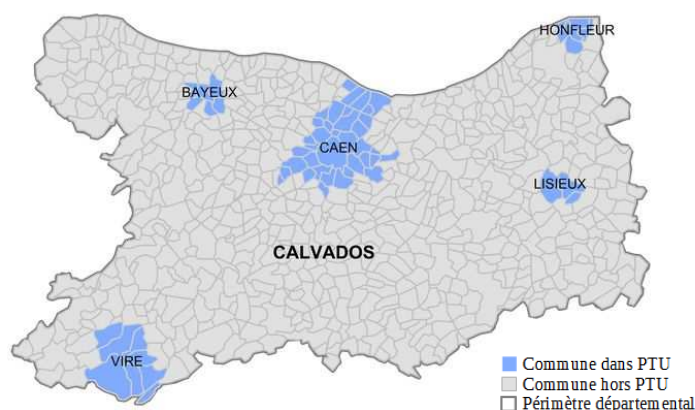 HONFLEUR
BAYEUX
CAEN
LISIEUX
CALVADOS
VIRE
Commune dans PTU
Commune hors PTU
Périmètre départemental